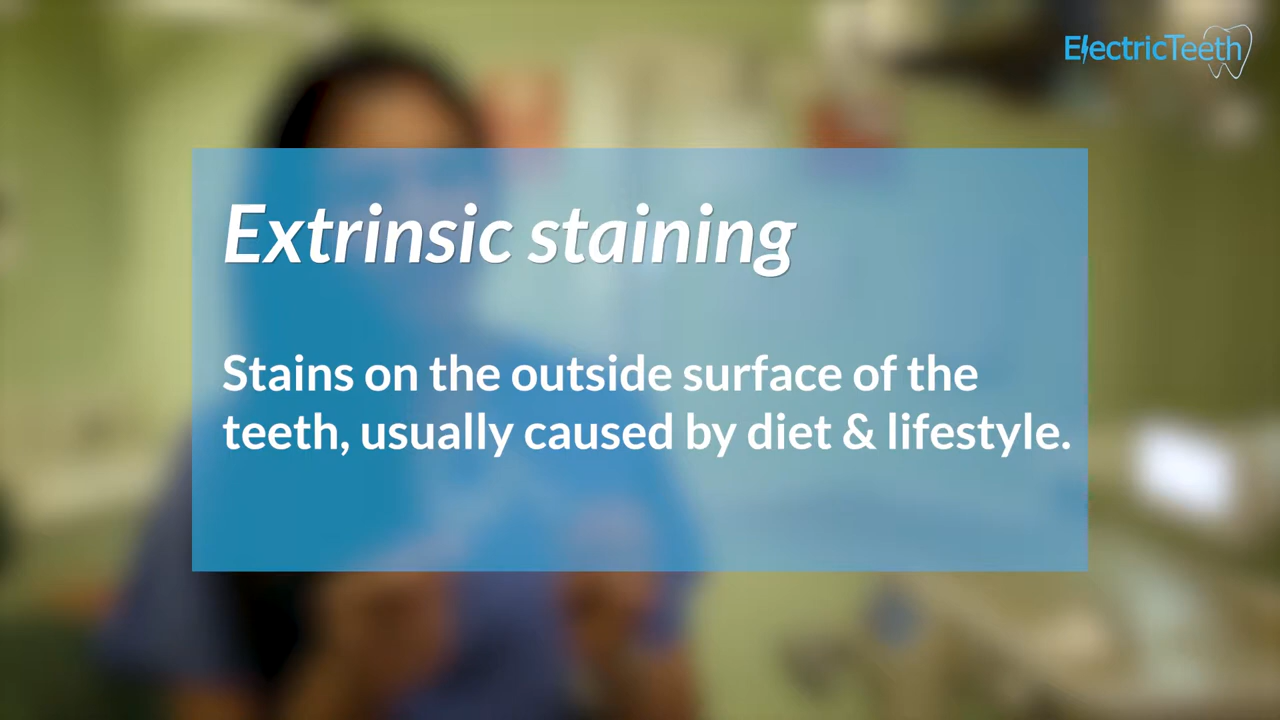 ElectricTeeth
Extrinsic staining
Stains on the outside surface of the
teeth, usually caused by diet & lifestyle.